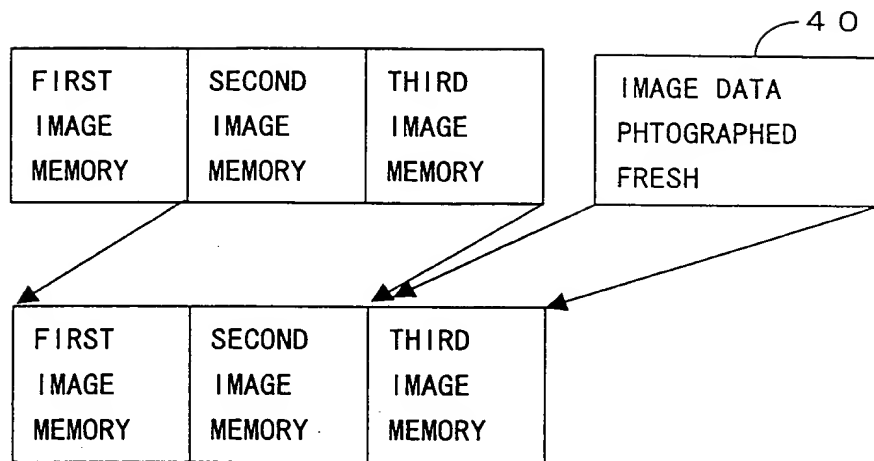 40
FIRST SECOND THIRD IMAGE DATA
IMAGE IMAGE IMAGE PHTOGRAPHED
MEMORY MEMORY MEMORY FRESH
FIRST SECOND THIRD
IMAGE IMAGE IMAGE
MEMORY MEMORY MEMORY